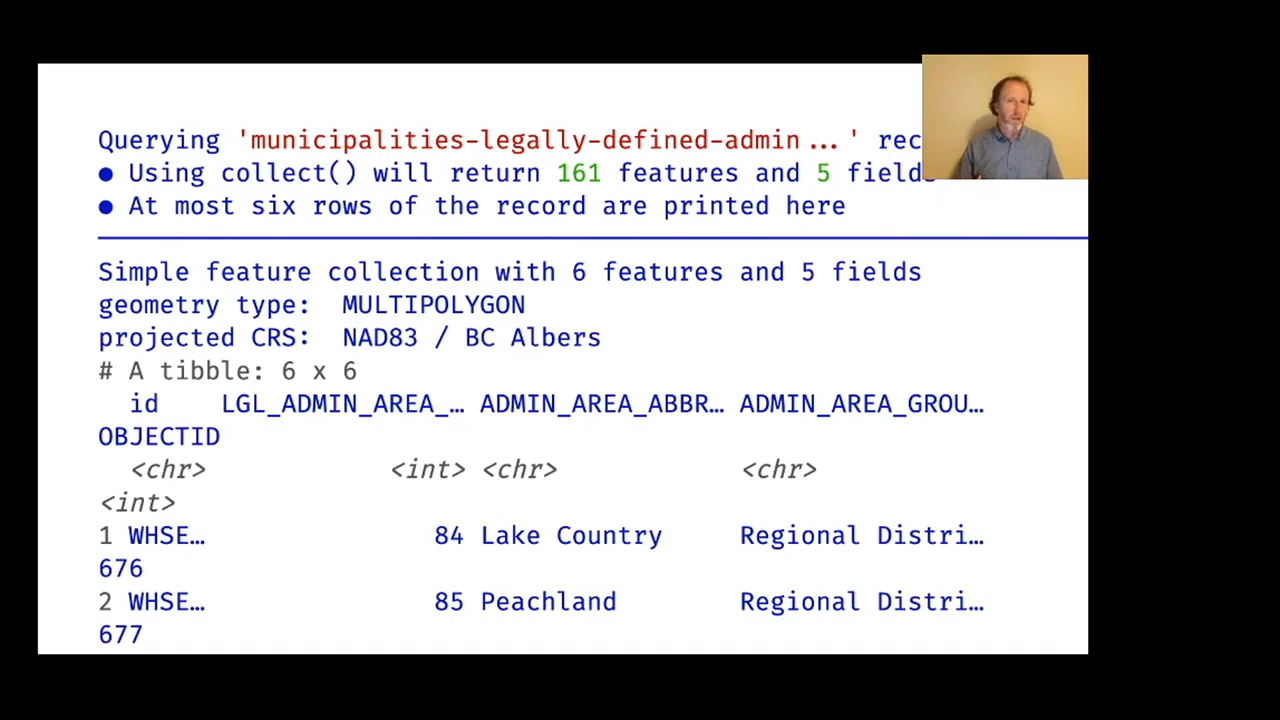 Querying 'municipalities-legally-defined-admin...' rec
● Using collect() will return 161 features and 5 fields
● At most six rows of the record are printed here
Simple feature collection with 6 features and 5 fields
geometry type:  MULTIPOLYGON
projected CRS:  NAD83 / BC Albers
# A tibble: 6 x 6
id    LGL_ADMIN_AREA_… ADMIN_AREA_ABBR… ADMIN_AREA_GROU…
OBJECTID
<chr>            <int> <chr>            <chr>
<int>
1 WHSE…               84 Lake Country     Regional Distri…
676
2 WHSE…               85 Peachland        Regional Distri…
677